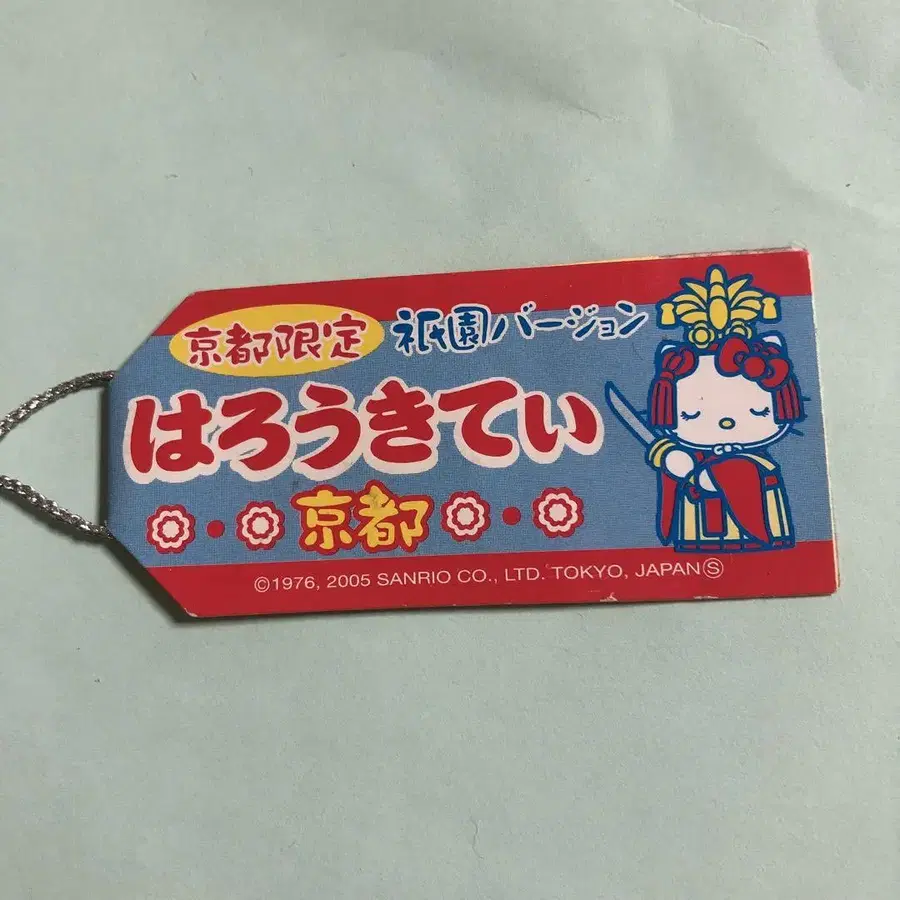 京都限定 祇園バージョン
はろうきてい
京都
©1976, 2005 SANRIO CO., LTD. TOKYO, JAPANⓈ